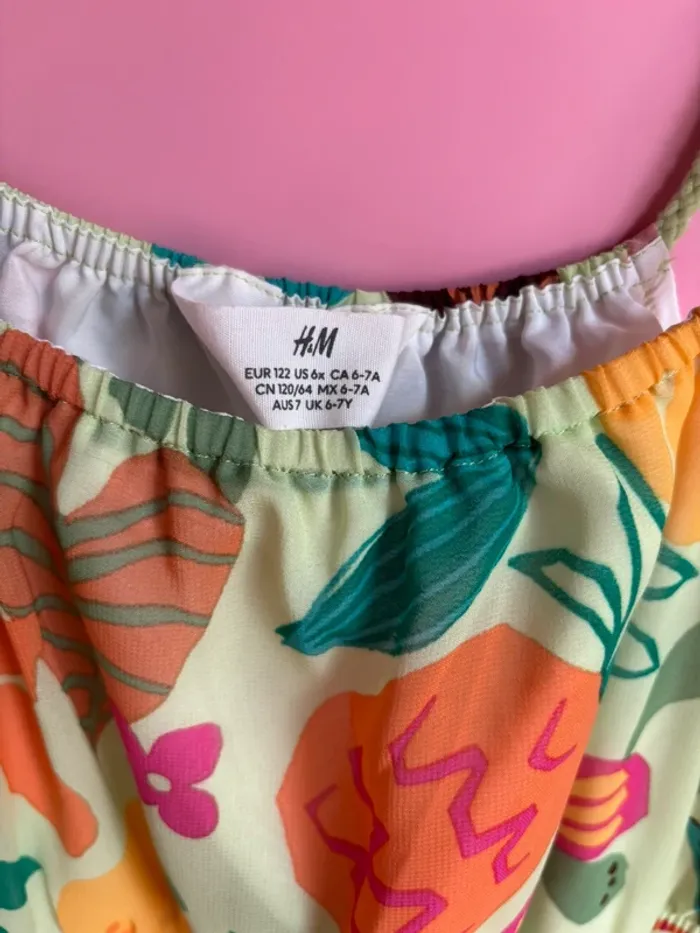 H&M
EUR 122 US 6x CA 6-7A
CN 120/64 MX 6-7A
AUS 7 UK 6-7Y